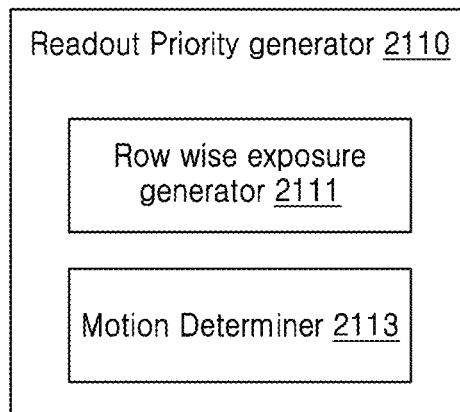 Readout Priority generator 2110
Row wise exposure
generator 2111
Motion Determiner 2113